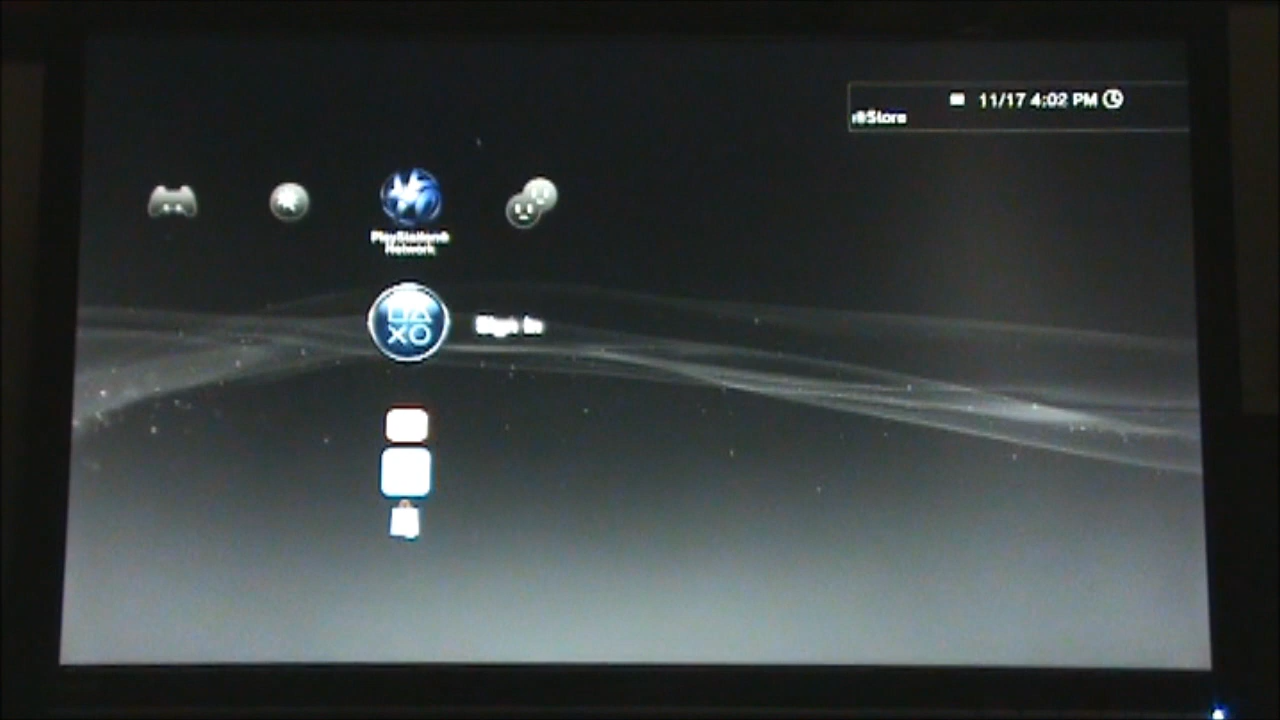 11/17 4:02 PM
®Store
PlayStation®
Network
Sign In